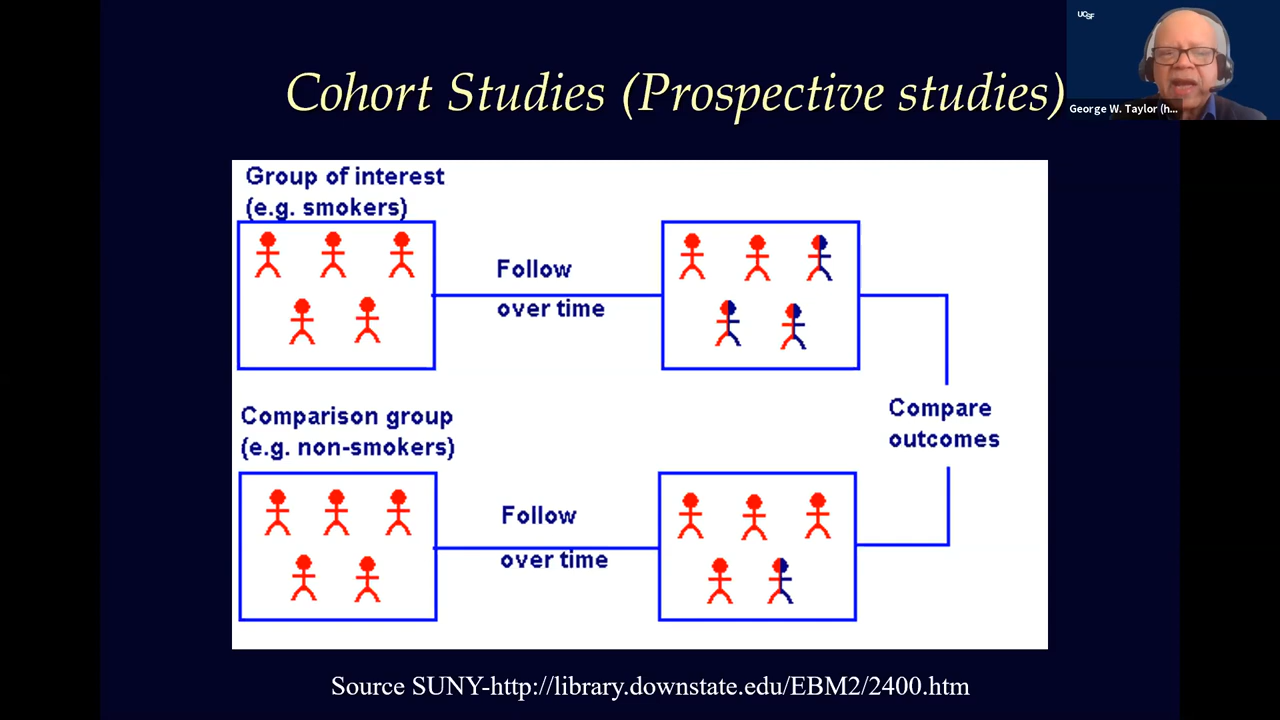 UCSF
Cohort Studies (Prospective studies)
George W. Taylor (h...
Group of interest
(e.g. smokers)
Follow
over time
Compare
outcomes
Comparison group
(e.g. non-smokers)
Follow
over time
Source SUNY-http://library.downstate.edu/EBM2/2400.htm